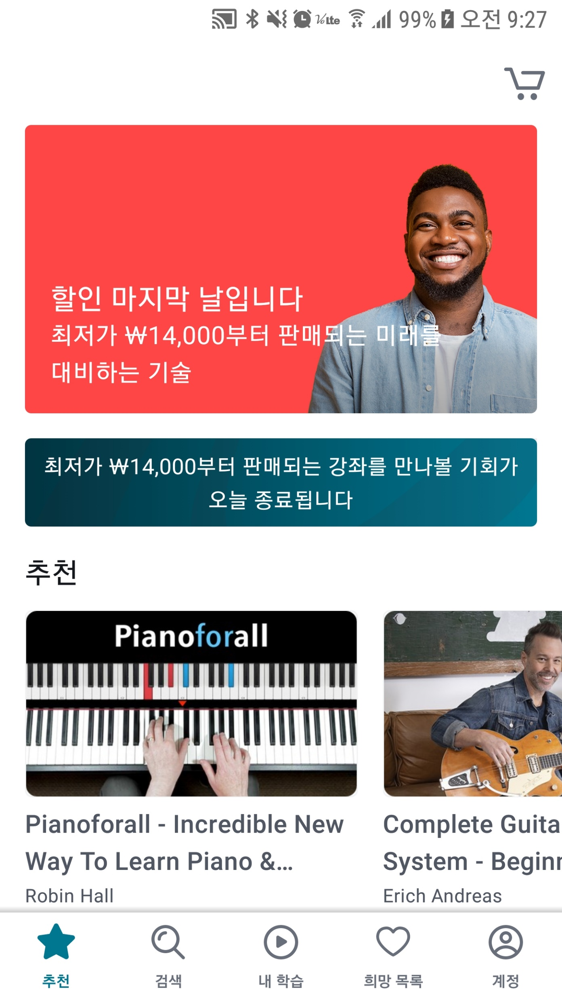 VoLTE 99% 오전 9:27
할인 마지막 날입니다
최저가 ₩14,000부터 판매되는 미래를
대비하는 기술
최저가 ₩14,000부터 판매되는 강좌를 만나볼 기회가
오늘 종료됩니다
추천
Pianoforall
Pianoforall - Incredible New
Way To Learn Piano &...
Robin Hall
Complete Guita
System - Beginn
Erich Andreas
추천
검색
내 학습
희망 목록
계정